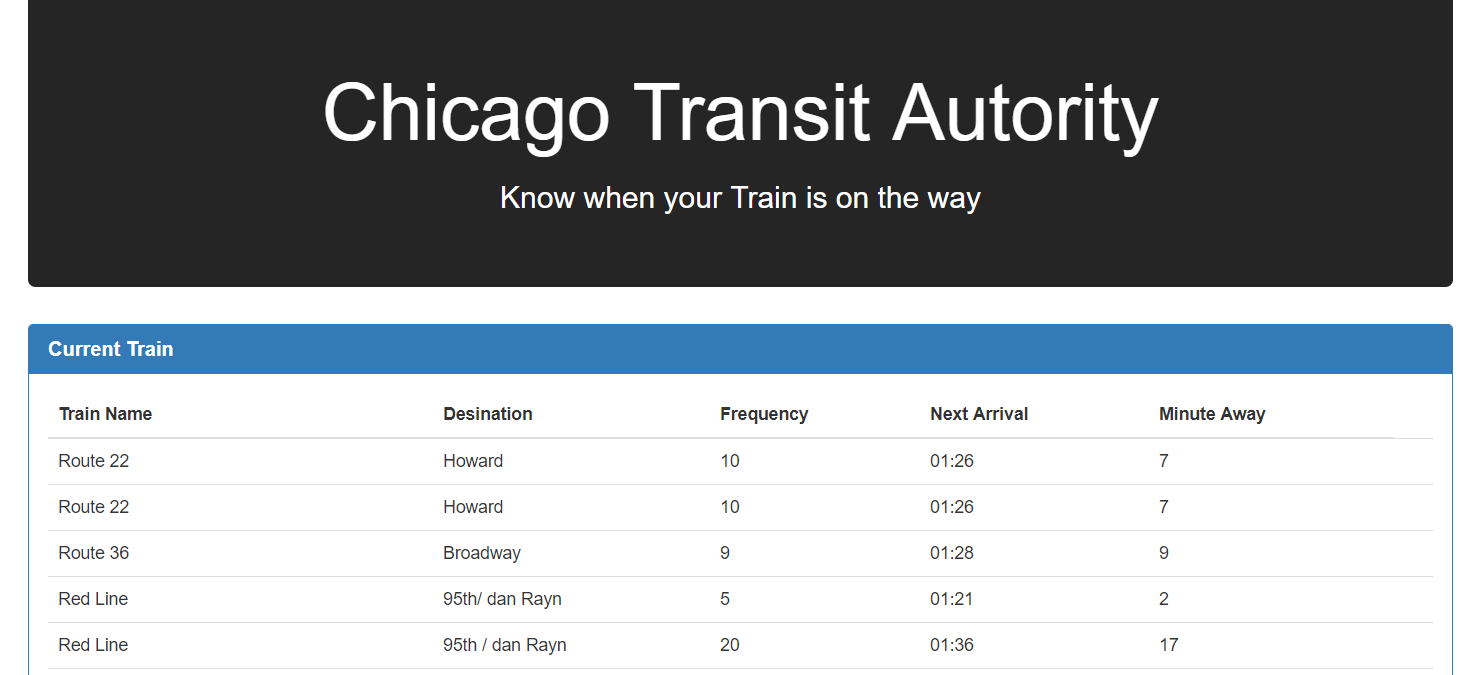 Chicago Transit Autority
Know when your Train is on the way
Current Train
Train Name Desination Frequency Next Arrival Minute Away
Route 22 Howard 10 01:26 7
Route 22 Howard 10 01:26 7
Route 36 Broadway 9 01:28 9
Red Line 95th/ dan Rayn 5 01:21 2
Red Line 95th / dan Rayn 20 01:36 17